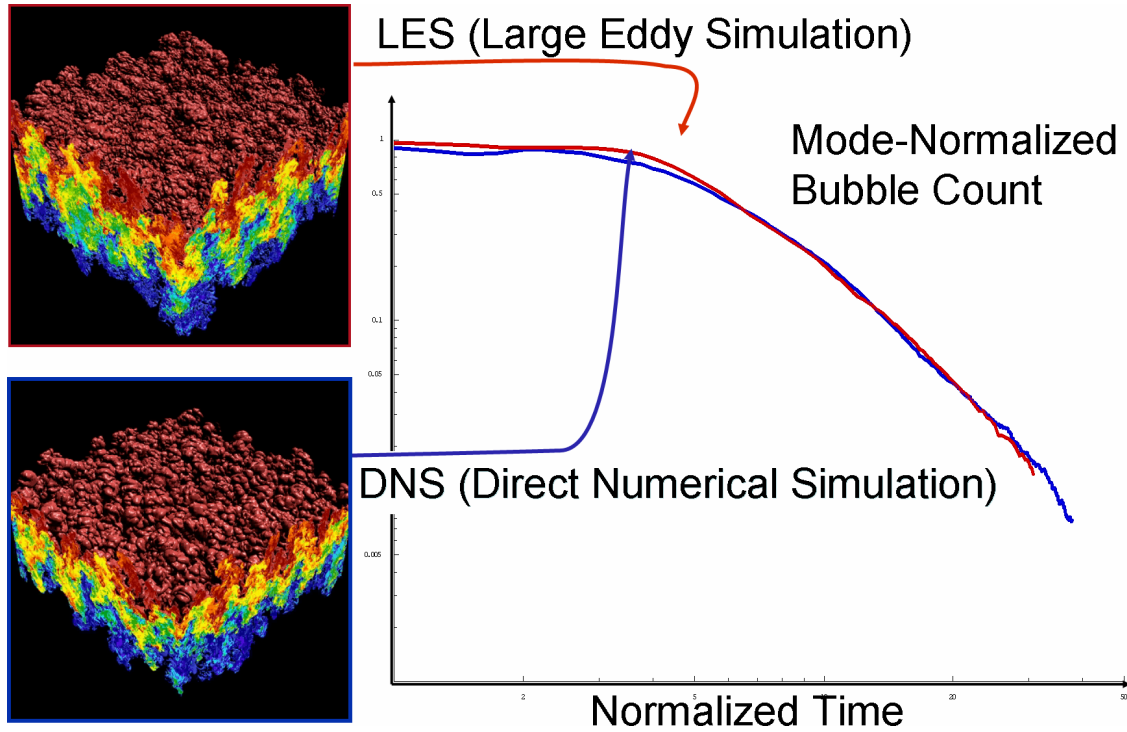 LES (Large Eddy Simulation)
Mode-Normalized
Bubble Count
1
0.5
0.1
0.05
DNS (Direct Numerical Simulation)
0.005
2
5
10
20
50
Normalized Time